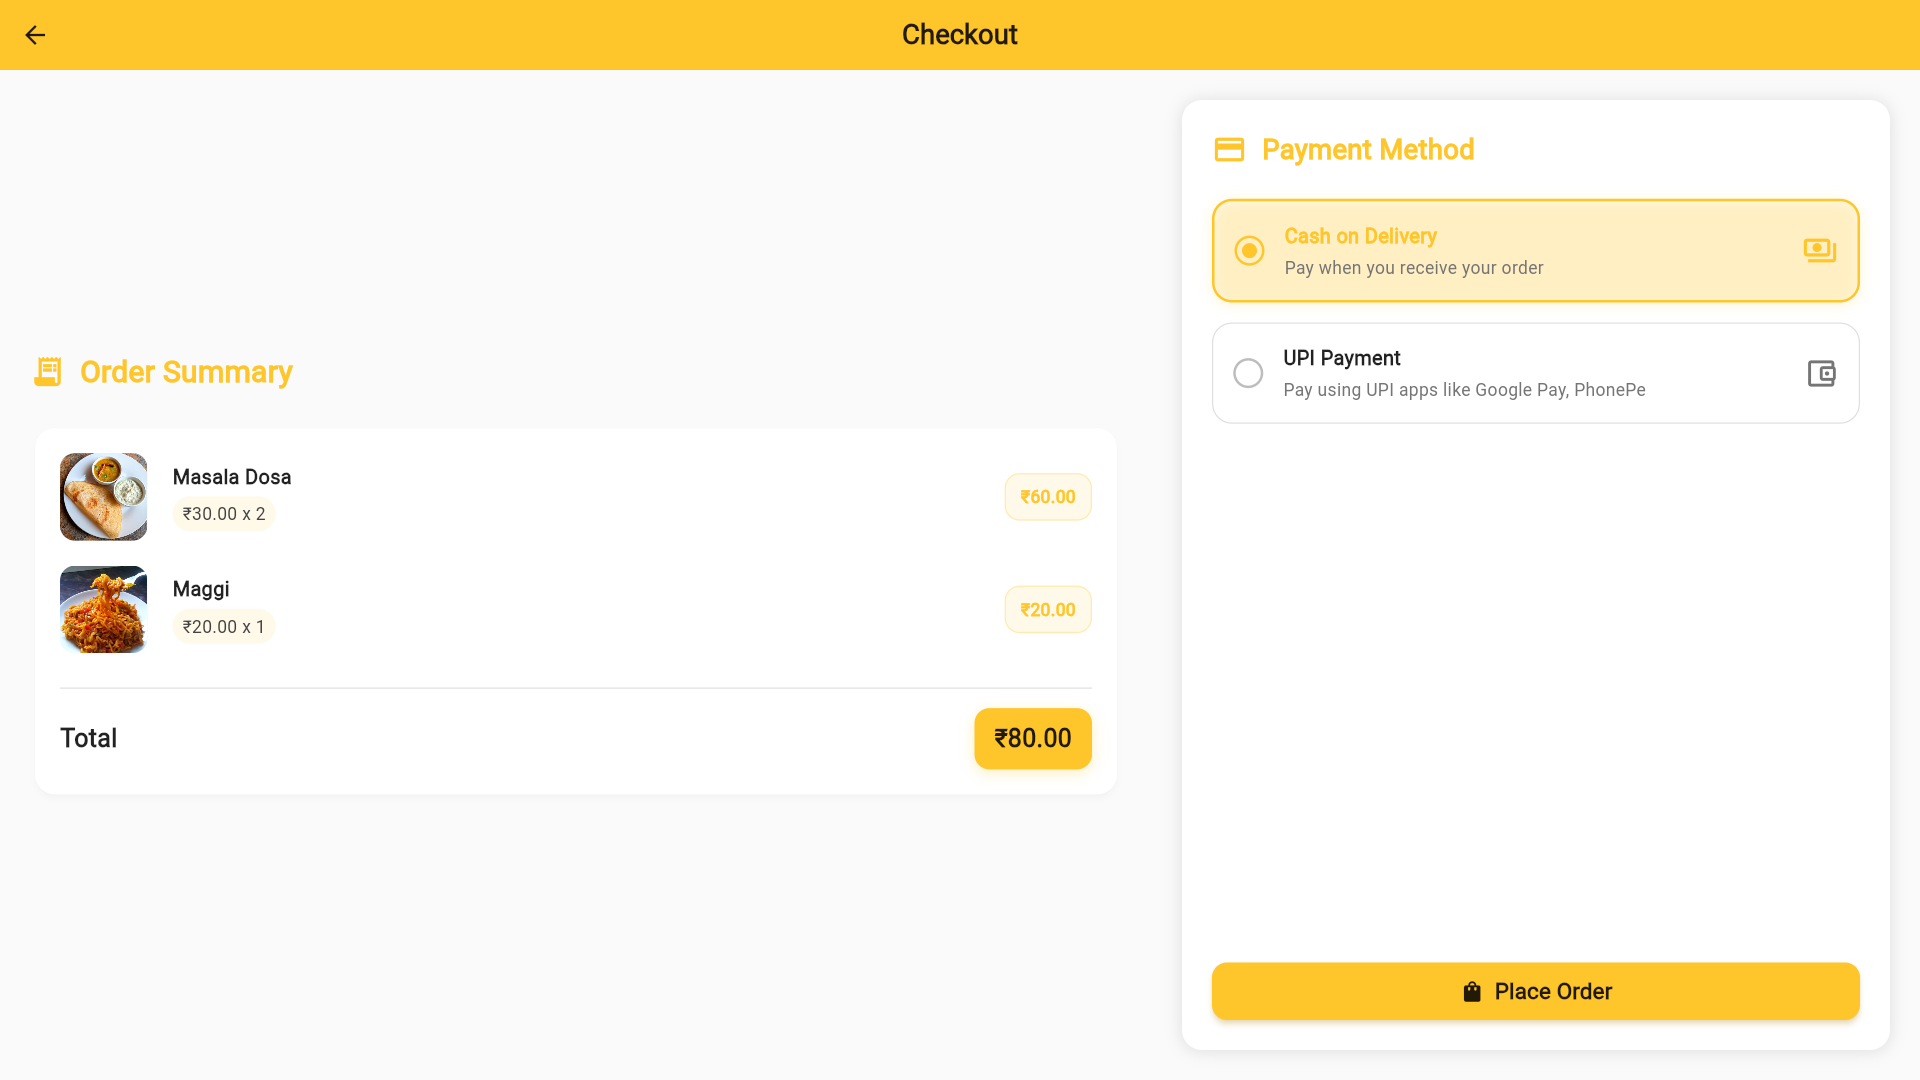 Checkout
Order Summary
Masala Dosa
₹30.00 x 2
₹60.00
Maggi
₹20.00 x 1
₹20.00
Total
₹80.00
Payment Method
Cash on Delivery
Pay when you receive your order
UPI Payment
Pay using UPI apps like Google Pay, PhonePe
Place Order